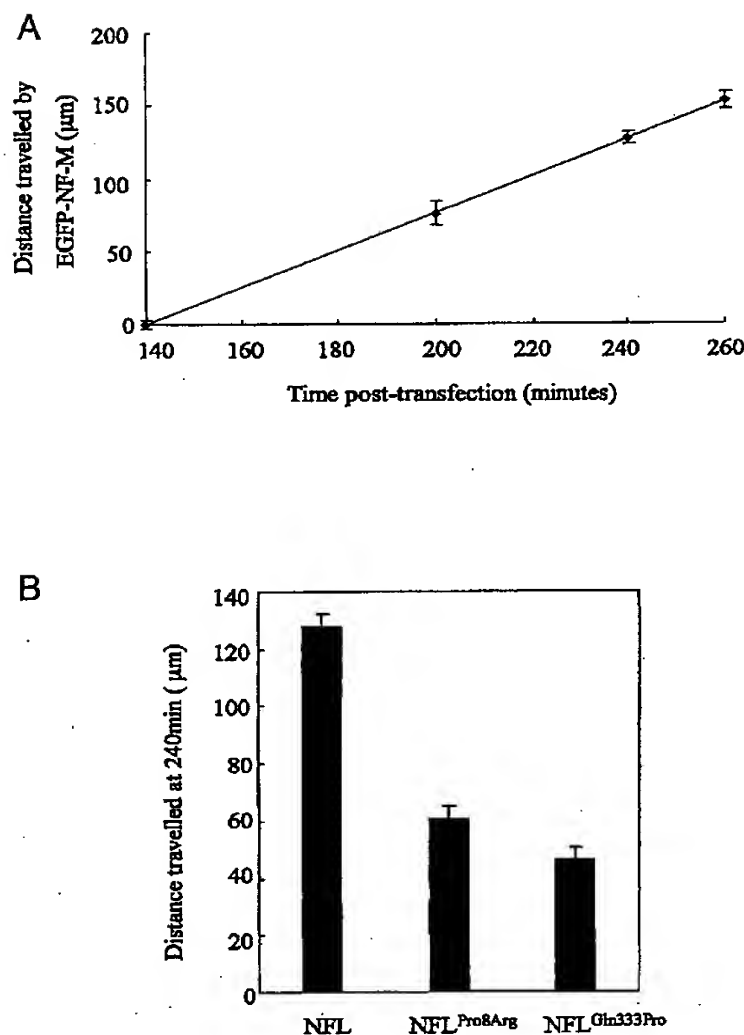 A
200
150
100
50
0
Distance travelled by
EGFP-NF-M (μm)
140 160 180 200 220 240 260
Time post-transfection (minutes)
B
140
120
100
80
60
40
20
0
Distance travelled at 240min ( μm)
NFL NFLPro8Arg NFLGln333Pro